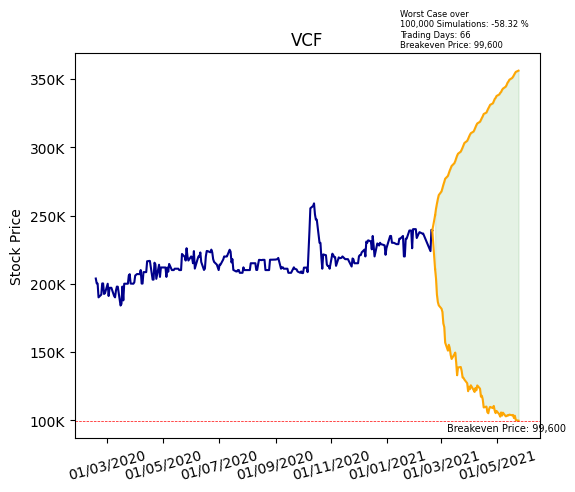 Worst Case over
100,000 Simulations: -58.32 %
Trading Days: 66
Breakeven Price: 99,600
VCF
Stock Price
350K
300K
250K
200K
150K
100K
Breakeven Price: 99,600
01/03/2020 01/05/2020 01/07/2020 01/09/2020 01/11/2020 01/01/2021 01/03/2021 01/05/2021